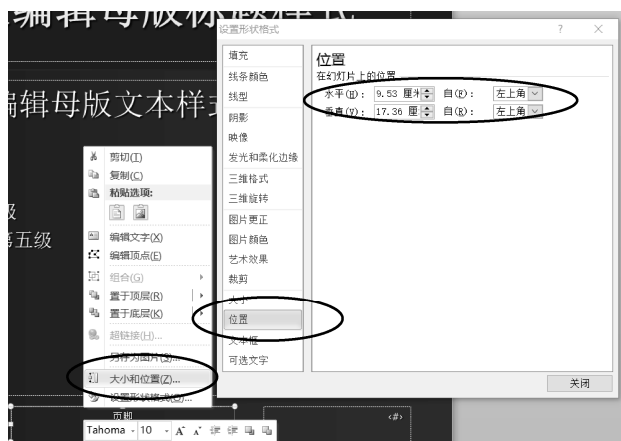 编辑母版标题样式
设置形状格式
编辑母版文本样式
级
第五级
剪切(T)
复制(C)
粘贴选项:
编辑文字(X)
编辑顶点(E)
组合(G)
置于顶层(R)
置于底层(K)
超链接(H)...
另存为图片(S)...
大小和位置(Z)...
设置形状格式(O)...
页脚
Tahoma
10
<#>
填充
线条颜色
线型
阴影
映像
发光和柔化边缘
三维格式
三维旋转
图片更正
图片颜色
艺术效果
裁剪
大小
位置
文本框
可选文字
位置
在幻灯片上的位置
水平(H): 9.53 厘米 自(R): 左上角
垂直(V): 17.36 厘 自(R): 左上角
关闭